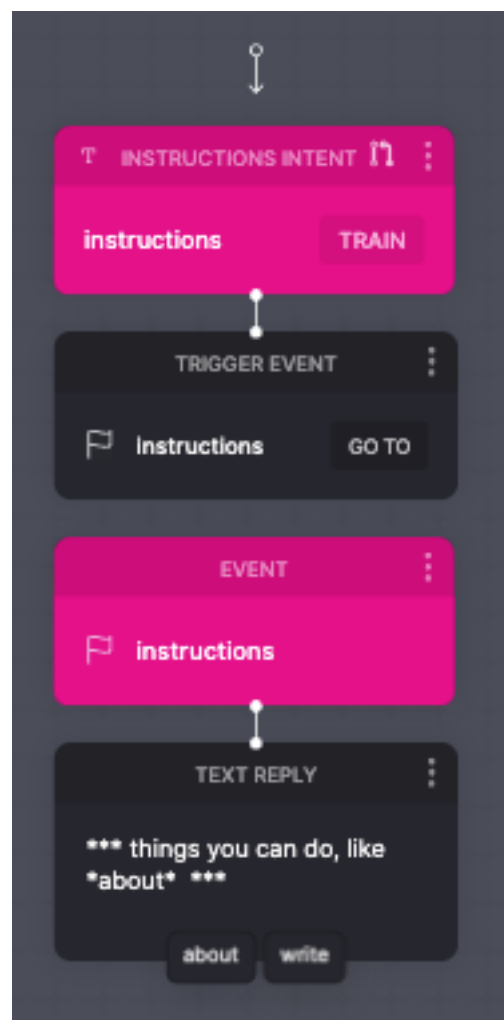 T INSTRUCTIONS INTENT
instructions TRAIN
TRIGGER EVENT
instructions GO TO
EVENT
instructions
TEXT REPLY
*** things you can do, like
*about* ***
about write